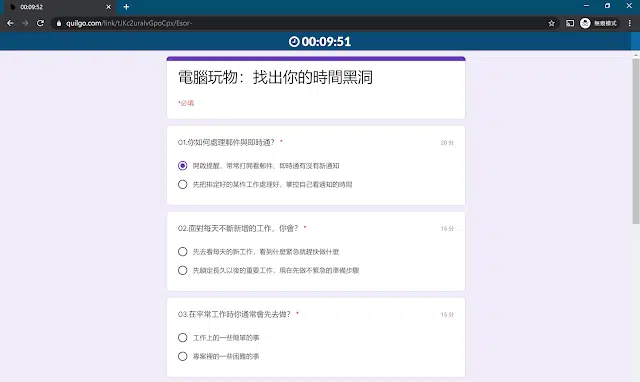 00:09:52
quilgo.com/link/tJKc2uraIvGpoCpx/Esor-
無痕模式
00:09:51
電腦玩物：找出你的時間黑洞
*必填
01.你如何處理郵件與即時通？ *
20 分
開啟提醒，常常打開看郵件、即時通有沒有新通知
先把排定好的某件工作處理好，掌控自己看通知的時間
02.面對每天不斷新增的工作，你會？ *
15 分
先去看每天的新工作，看到什麼緊急就趕快做什麼
先鎖定長久以後的重要工作，現在先做不緊急的準備步驟
03.在平常工作時你通常會先去做？ *
15 分
工作上的一些簡單的事
專案裡的一些困難的事